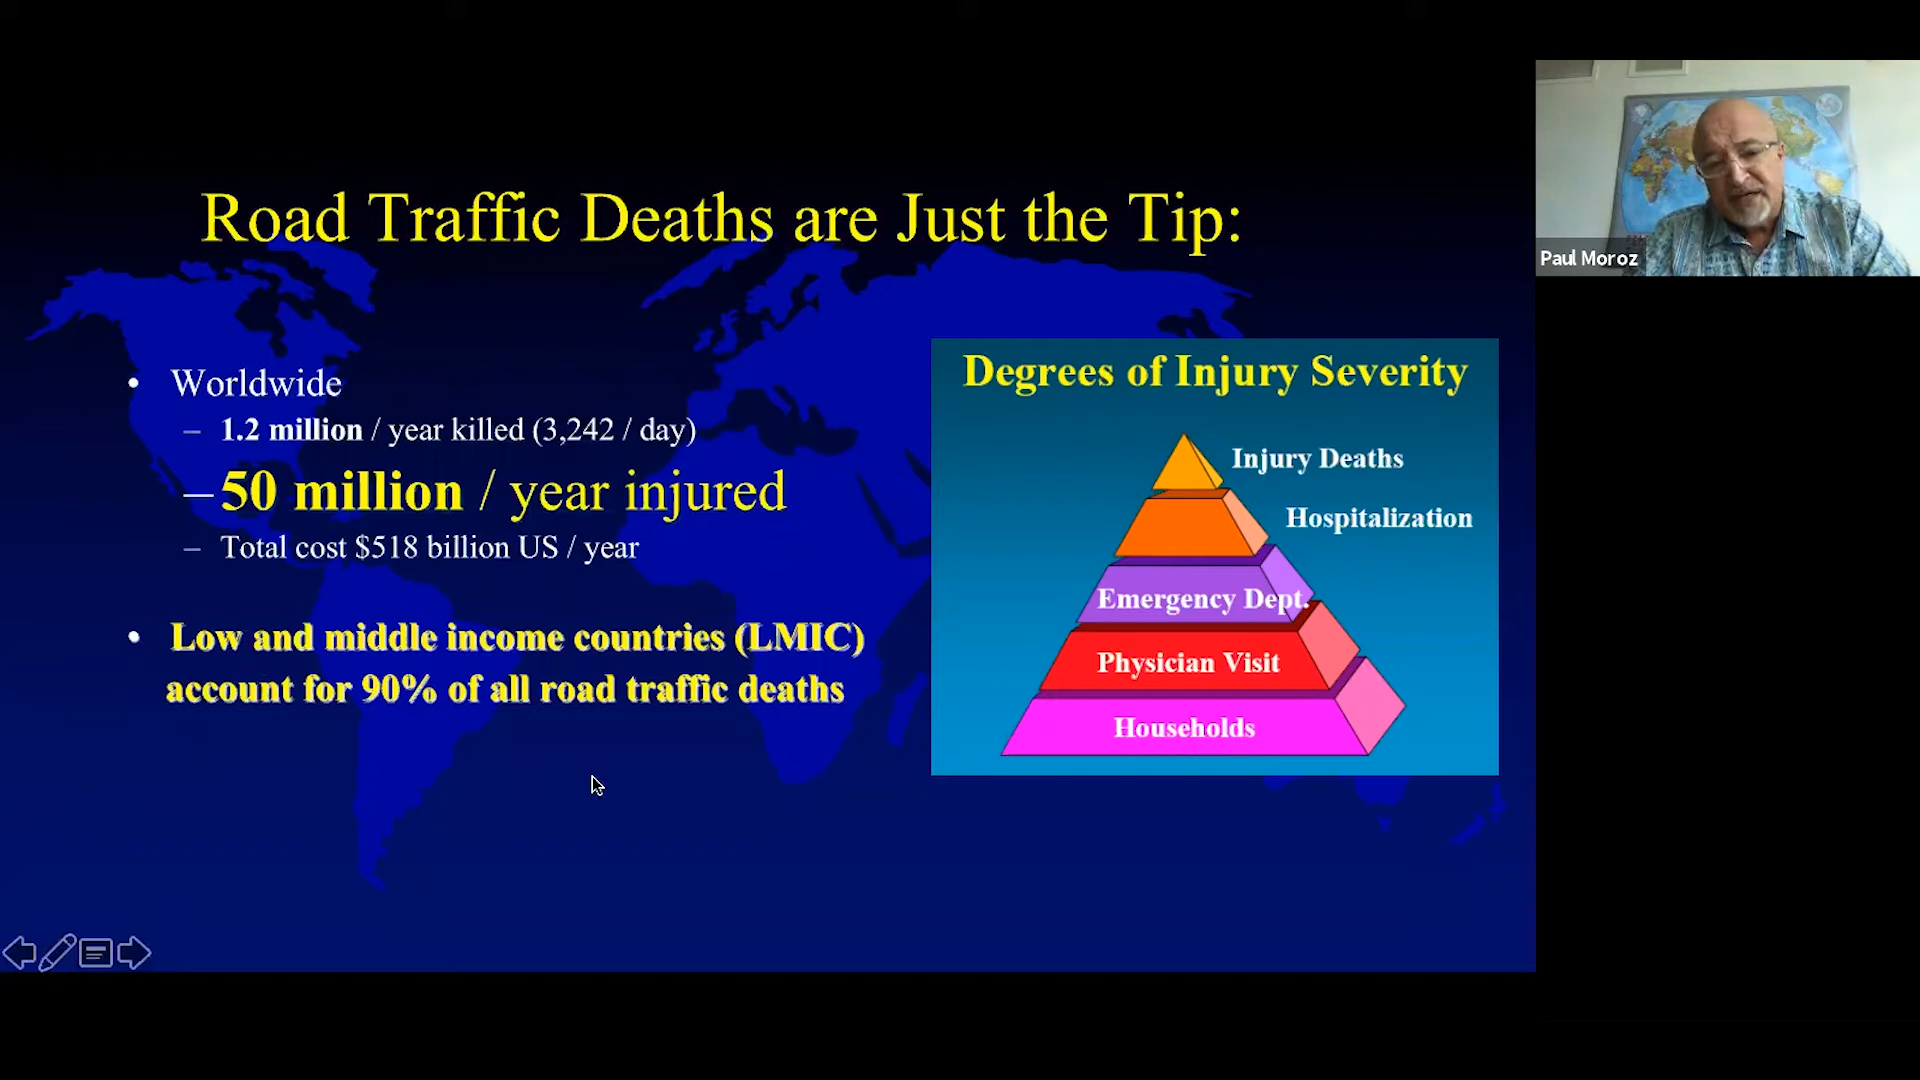 Road Traffic Deaths are Just the Tip:
• Worldwide
– 1.2 million / year killed (3,242 / day)
– 50 million / year injured
– Total cost $518 billion US / year
• Low and middle income countries (LMIC)
account for 90% of all road traffic deaths
Degrees of Injury Severity
Injury Deaths
Hospitalization
Emergency Dept.
Physician Visit
Households
Paul Moroz